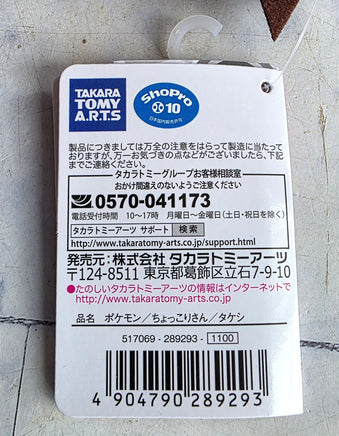 TAKARA
TOMY
A.R.T.S
ShoPro
10
日本国内販売許可
製品につきましては万全の注意をはらって製造に当たって
おりますが、万一お気づきの点などがございましたら、下記
までご連絡ください。
タカラトミーグループお客様相談室
おかけ間違えのないようご注意ください
0570-041173
電話受付時間 10〜17時 月曜日〜金曜日(土日・祝日を除く)
タカラトミーアーツ サポート 検索
http://www.takaratomy-arts.co.jp/support.html
発売元:株式会社 タカラトミーアーツ
〒124-8511 東京都葛飾区立石7-9-10
●たのしいタカラトミーアーツの情報はインターネットで
http://www.takaratomy-arts.co.jp
品名 ポケモン/ちょっこりさん/タケシ
517069-289293-1100
4 904790 289293